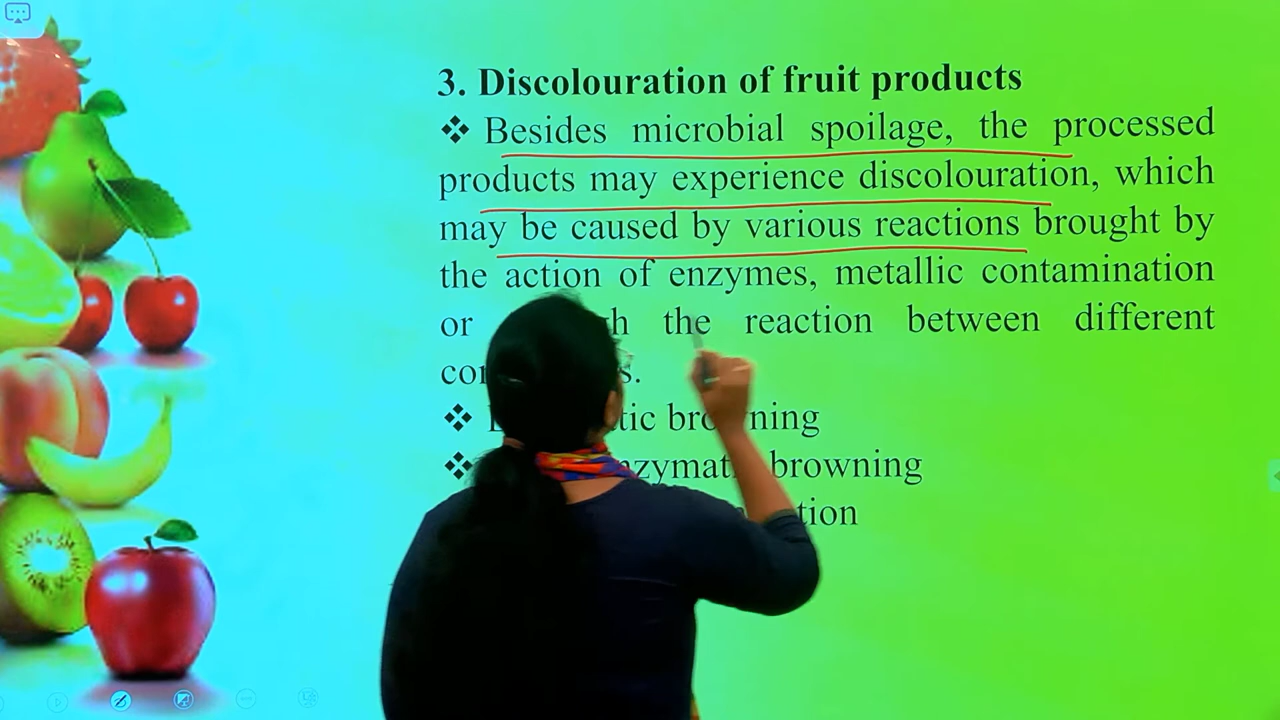 3. Discolouration of fruit products
❖ Besides microbial spoilage, the processed
products may experience discolouration, which
may be caused by various reactions brought by
the action of enzymes, metallic contamination
or the reaction between different
❖ browning
❖ browning